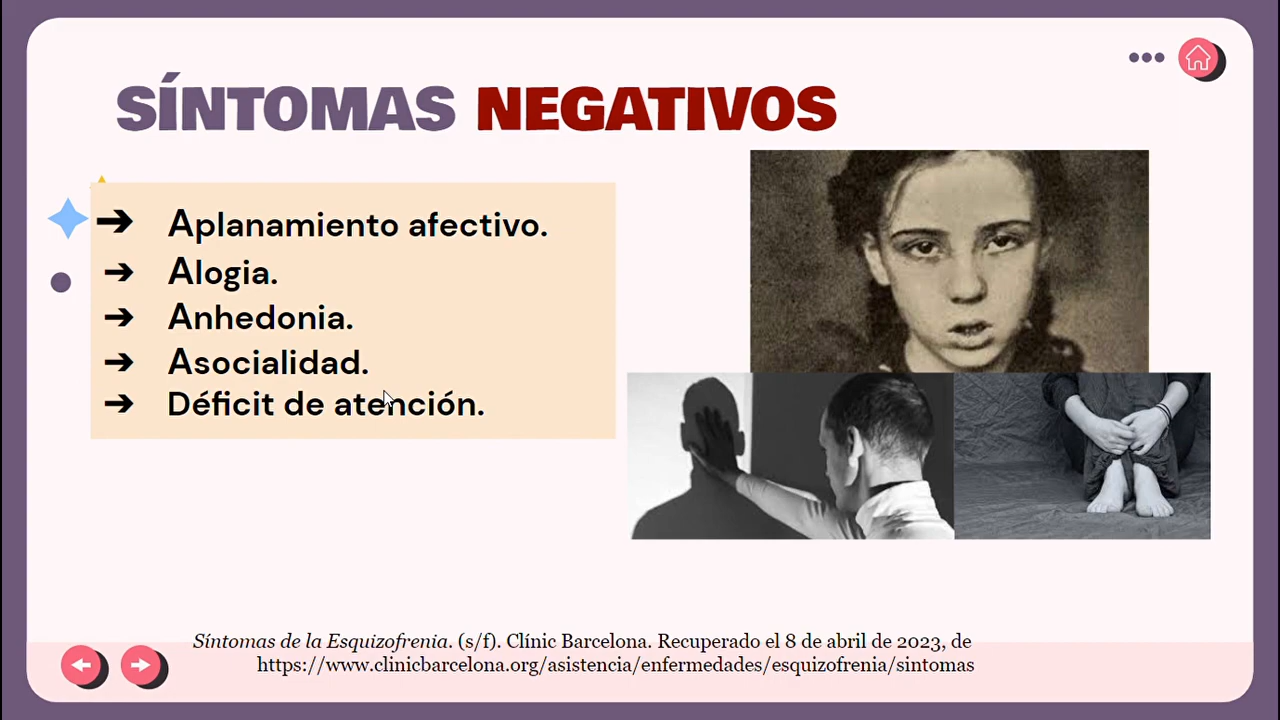 SÍNTOMAS NEGATIVOS
➔ Aplanamiento afectivo.
➔ Alogia.
➔ Anhedonia.
➔ Asocialidad.
➔ Déficit de atención.
Síntomas de la Esquizofrenia. (s/f). Clínic Barcelona. Recuperado el 8 de abril de 2023, de
https://www.clinicbarcelona.org/asistencia/enfermedades/esquizofrenia/sintomas